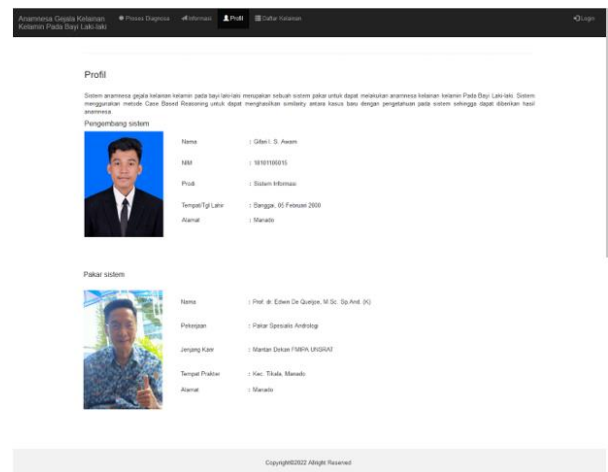 Anamnesa Gejala Kelainan
Kelamin Pada Bayi Laki-laki
Proses Diagnosa
Informasi
Profil
Daftar Kelainan
Login
Profil
Sistem anamnesa gejala kelainan kelamin pada bayi laki-laki merupakan sebuah sistem pakar untuk dapat melakukan anamnesa kelainan kelamin Pada Bayi Laki-laki. Sistem
menggunakan metode Case Based Reasoning untuk dapat menghasilkan similarity antara kasus baru dengan pengetahuan pada sistem sehingga dapat diberikan hasil
anamnesa.
Pengembang sistem
Nama : I. S. Awam
NIM
Prodi : Sistem Informasi
Tempat/Tgl Lahir : Banggai, 05 Februari 2000
Alamat : Manado
Pakar sistem
Nama : Prof. dr. Edwin De Queljoe, M.Sc. Sp.And. (K)
Pekerjaan : Pakar Spesialis Andrologi
Jenjang Karir : Mantan Dekan FMIPA UNSRAT
Tempat Praktek : Kec. Tikala, Manado
Alamat : Manado
Copyright©2022 Allright Reserved